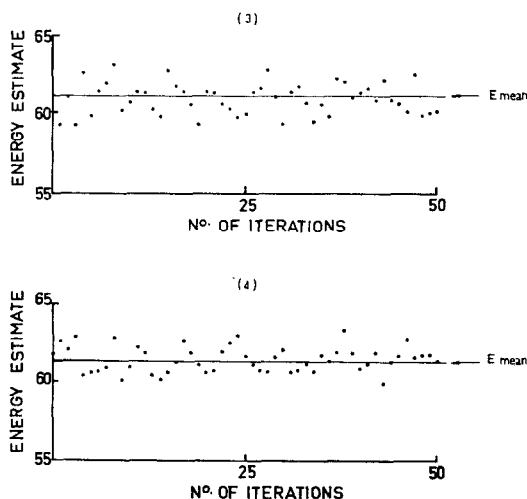 (3)
65
60
55
ENERGY ESTIMATE
E mean
25
50
Nº. OF ITERATIONS
(4)
65
60
55
ENERGY ESTIMATE
E mean
25
50
Nº. OF ITERATIONS